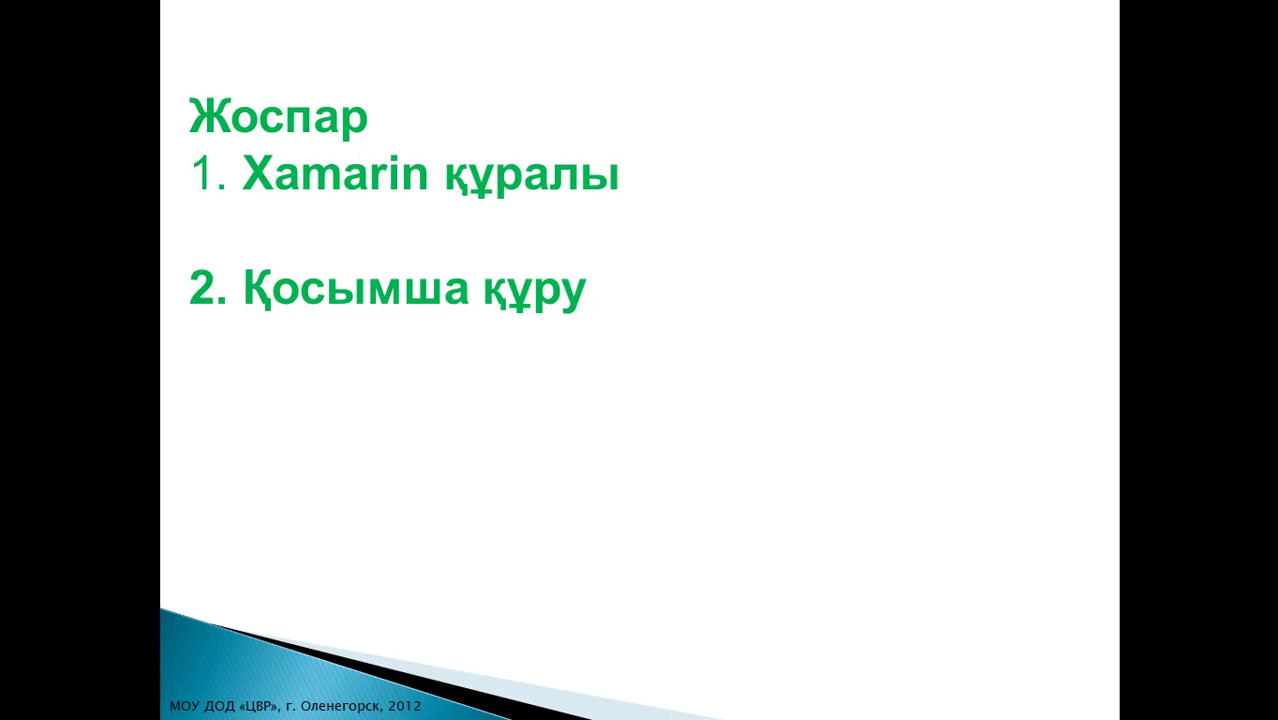 Жоспар
1. Xamarin құралы
2. Қосымша құру
МОУ ДОД «ЦВР», г. Оленегорск, 2012